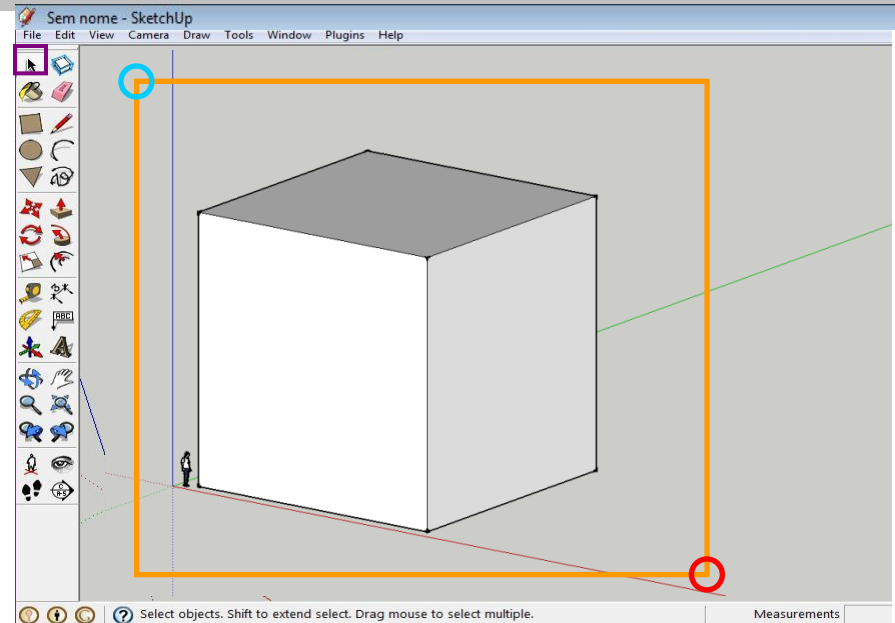 Sem nome - SketchUp
File Edit View Camera Draw Tools Window Plugins Help
ABC
Select objects. Shift to extend select. Drag mouse to select multiple.
Measurements